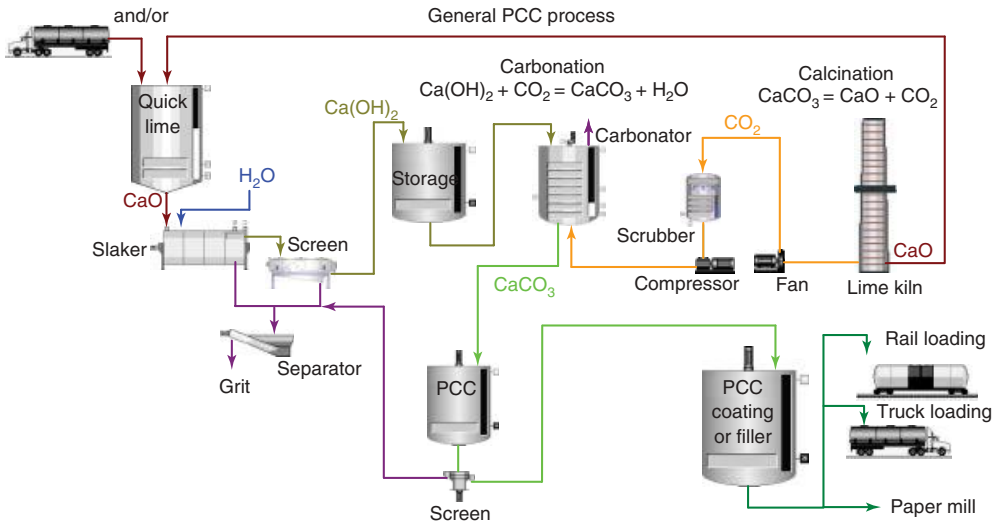 and/or
General PCC process
Quick
lime
Ca(OH)₂
Carbonation
Ca(OH)₂ + CO₂ = CaCO₃ + H₂O
Calcination
CaCO₃ = CaO + CO₂
Carbonator
CO₂
Storage
H₂O
CaO
Slaker
Screen
Scrubber
CaO
CaCO₃
Compressor
Fan
Lime kiln
Grit
Separator
PCC
PCC
coating
or filler
Rail loading
Truck loading
Screen
Paper mill